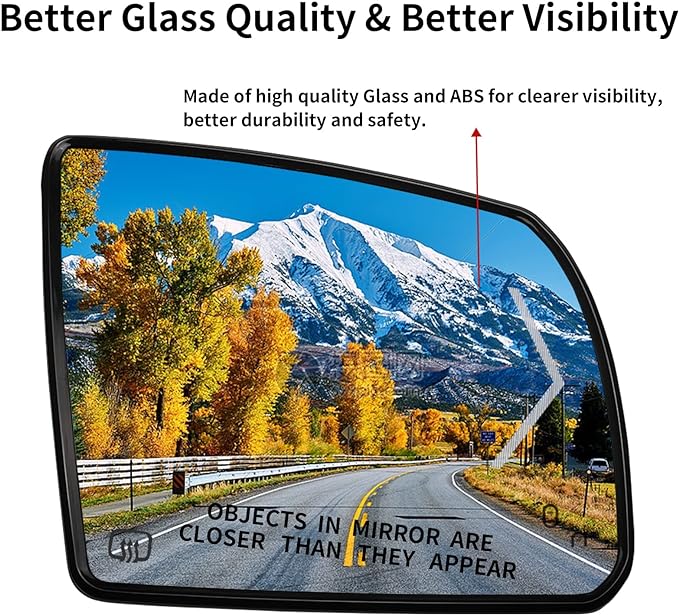 Better Glass Quality & Better Visibility
Made of high quality Glass and ABS for clearer visibility,
better durability and safety.
OBJECTS IN MIRROR ARE
CLOSER THAN THEY APPEAR